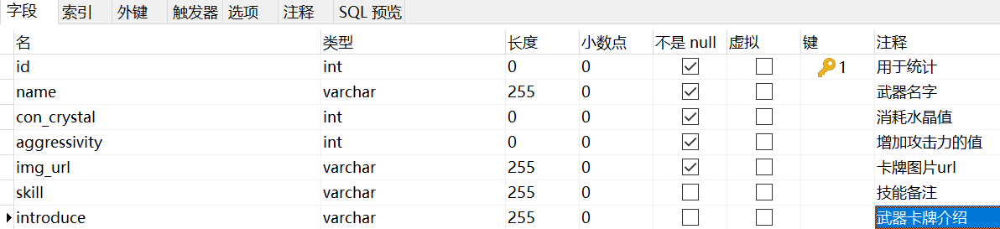 字段 索引 外键 触发器 选项 注释 SQL 预览
名 类型 长度 小数点 不是 null 虚拟 键 注释
id int 0 0 1 用于统计
name varchar 255 0 武器名字
con_crystal int 0 0 消耗水晶值
aggressivity int 0 0 增加攻击力的值
img_url varchar 255 0 卡牌图片url
skill varchar 255 0 技能备注
introduce varchar 255 0 武器卡牌介绍